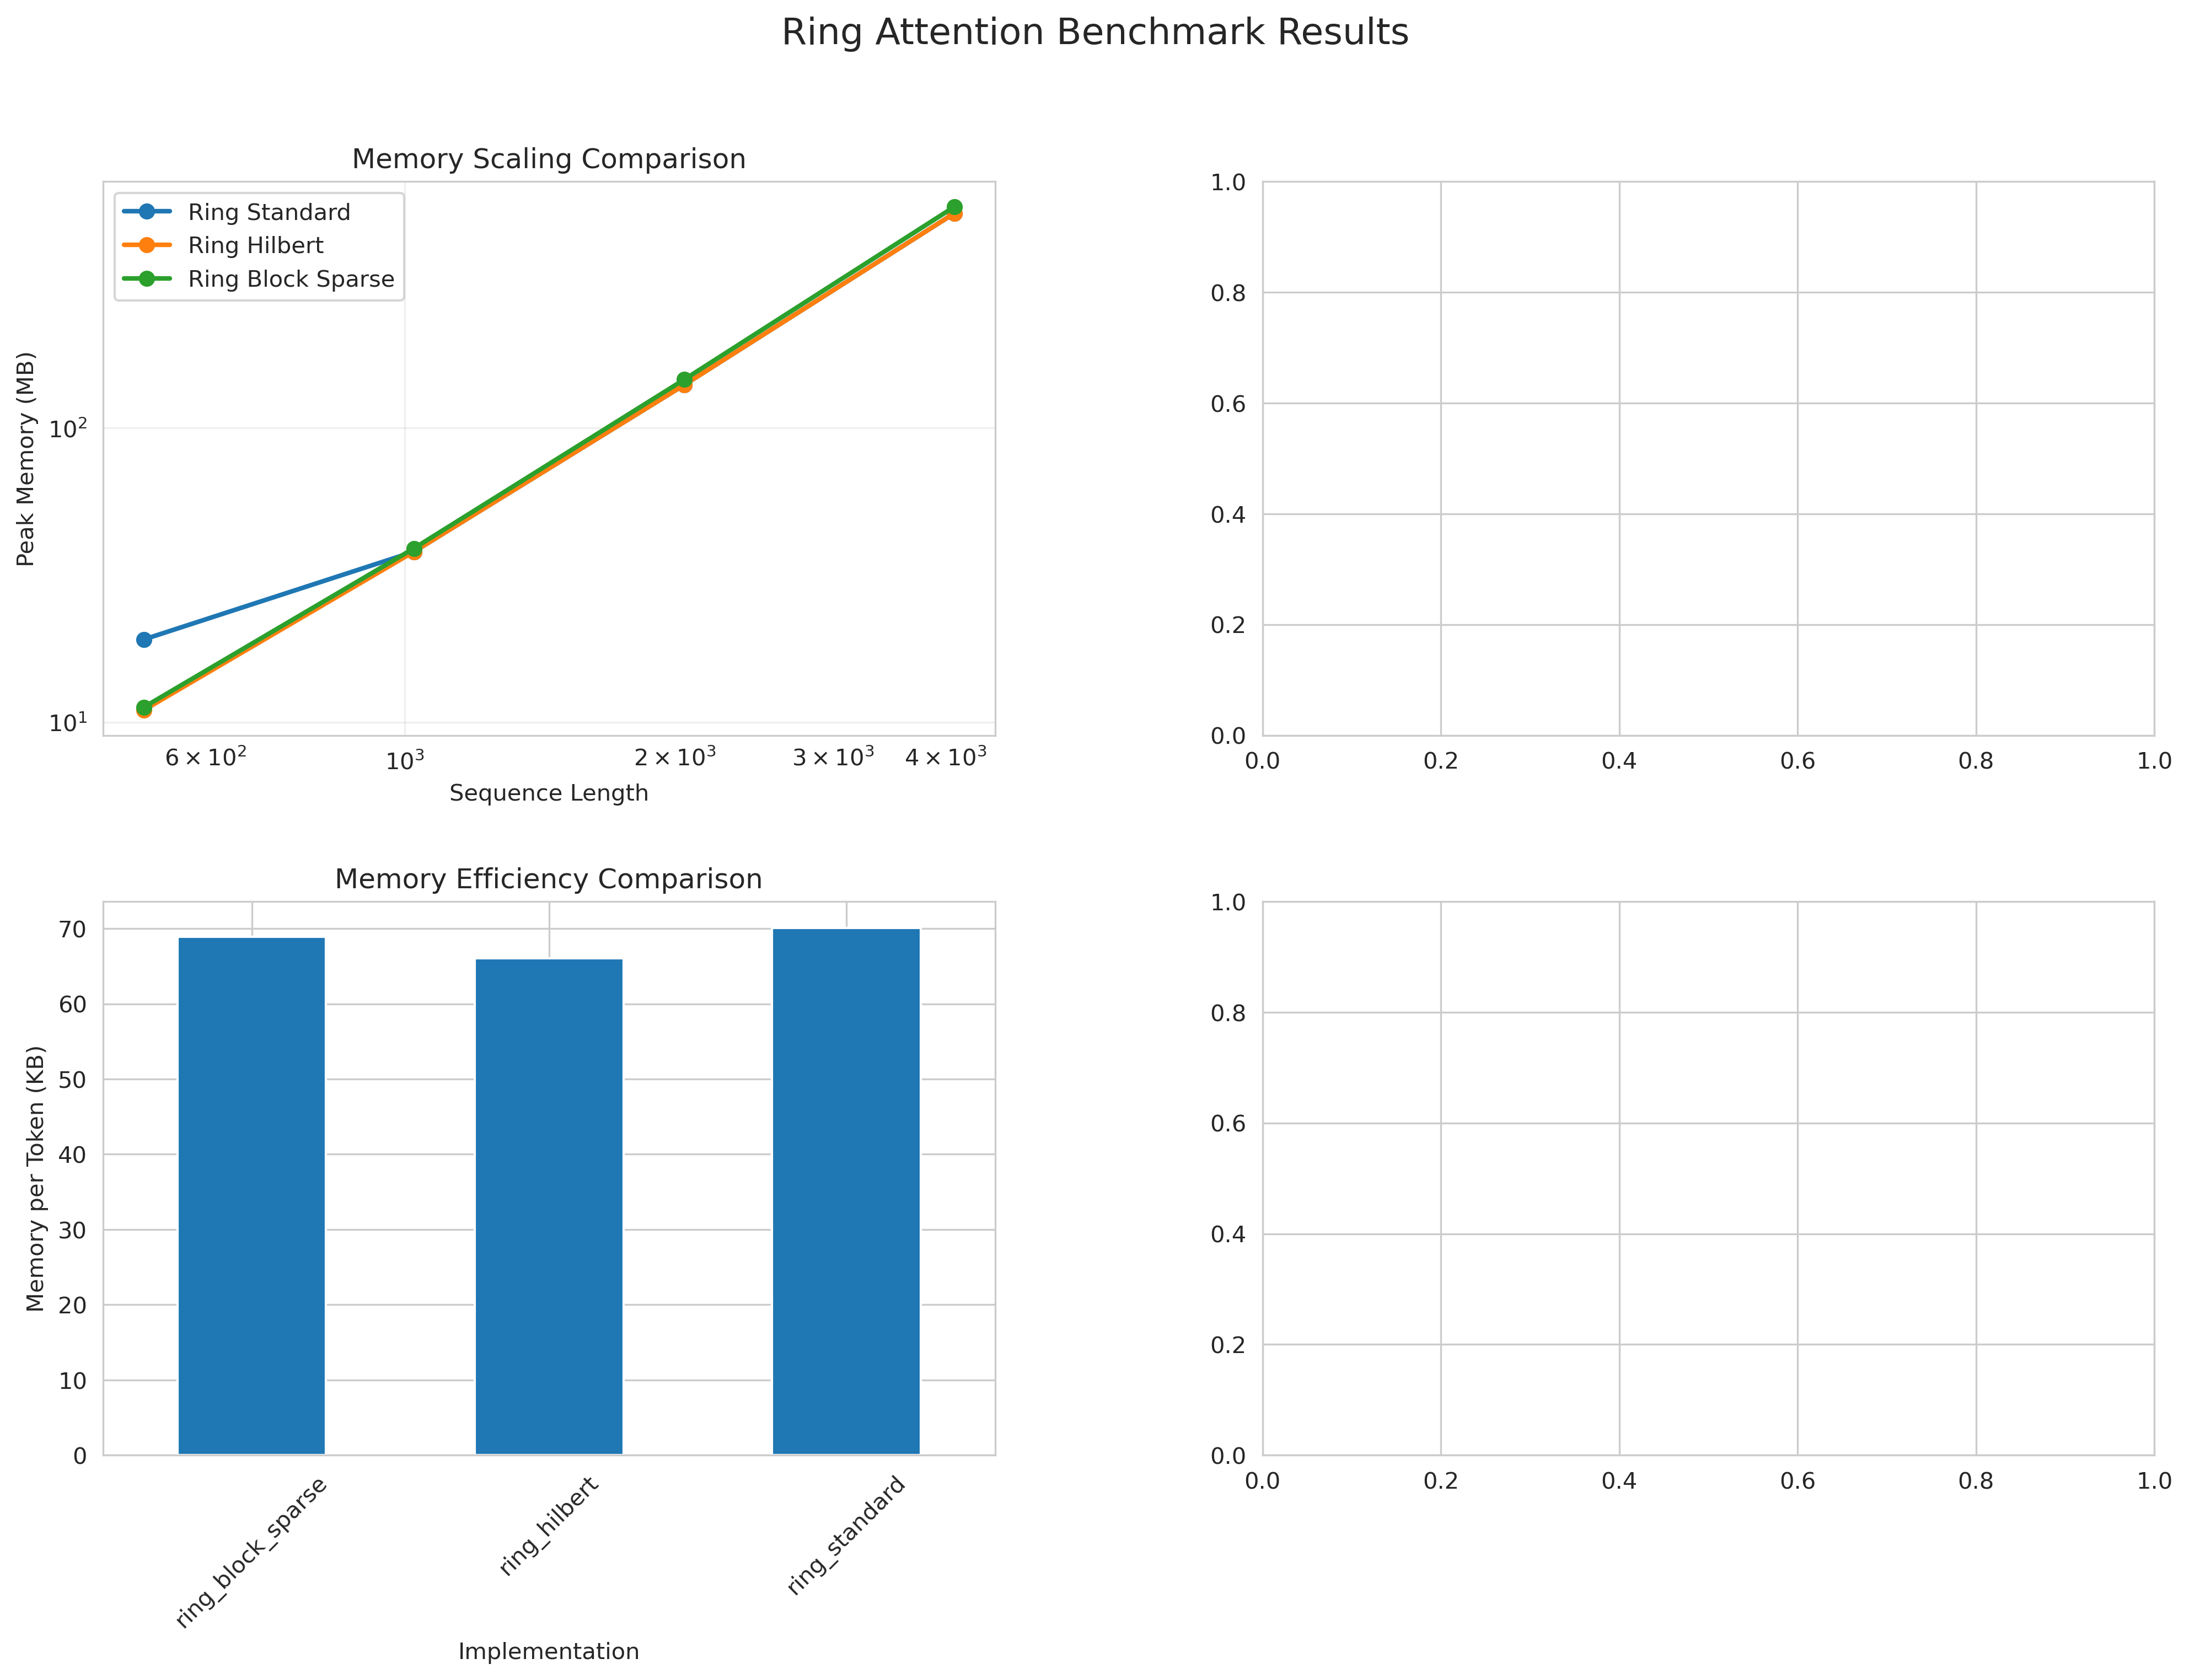 Ring Attention Benchmark Results
Memory Scaling Comparison
Ring Standard
Ring Hilbert
Ring Block Sparse
Peak Memory (MB)
10²
10¹
6 × 10² 10³ 2 × 10³ 3 × 10³ 4 × 10³
Sequence Length
1.0
0.8
0.6
0.4
0.2
0.0
0.0 0.2 0.4 0.6 0.8 1.0
Memory Efficiency Comparison
Memory per Token (KB)
70
60
50
40
30
20
10
0
ring_block_sparse
ring_hilbert
ring_standard
Implementation
1.0
0.8
0.6
0.4
0.2
0.0
0.0 0.2 0.4 0.6 0.8 1.0